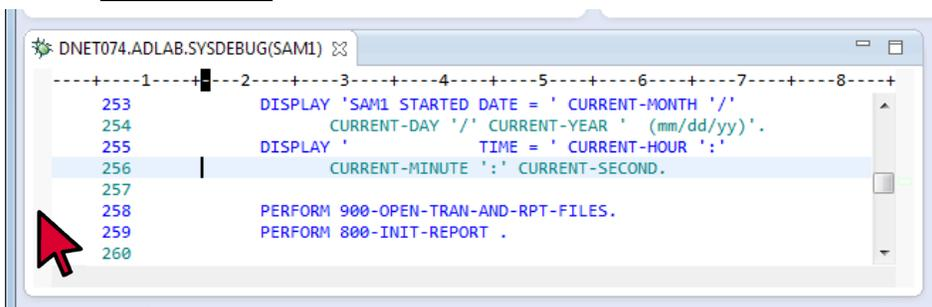 DNET074.ADLAB.SYSDEBUG(SAM1)
----+----1----+----2----+----3----+----4----+----5----+----6----+----7----+----8----+
253 DISPLAY 'SAM1 STARTED DATE = ' CURRENT-MONTH '/'
254 CURRENT-DAY '/' CURRENT-YEAR '  (mm/dd/yy)'.
255 DISPLAY '                TIME = ' CURRENT-HOUR ':'
256 CURRENT-MINUTE ':' CURRENT-SECOND.
257
258 PERFORM 900-OPEN-TRAN-AND-RPT-FILES.
259 PERFORM 800-INIT-REPORT .
260